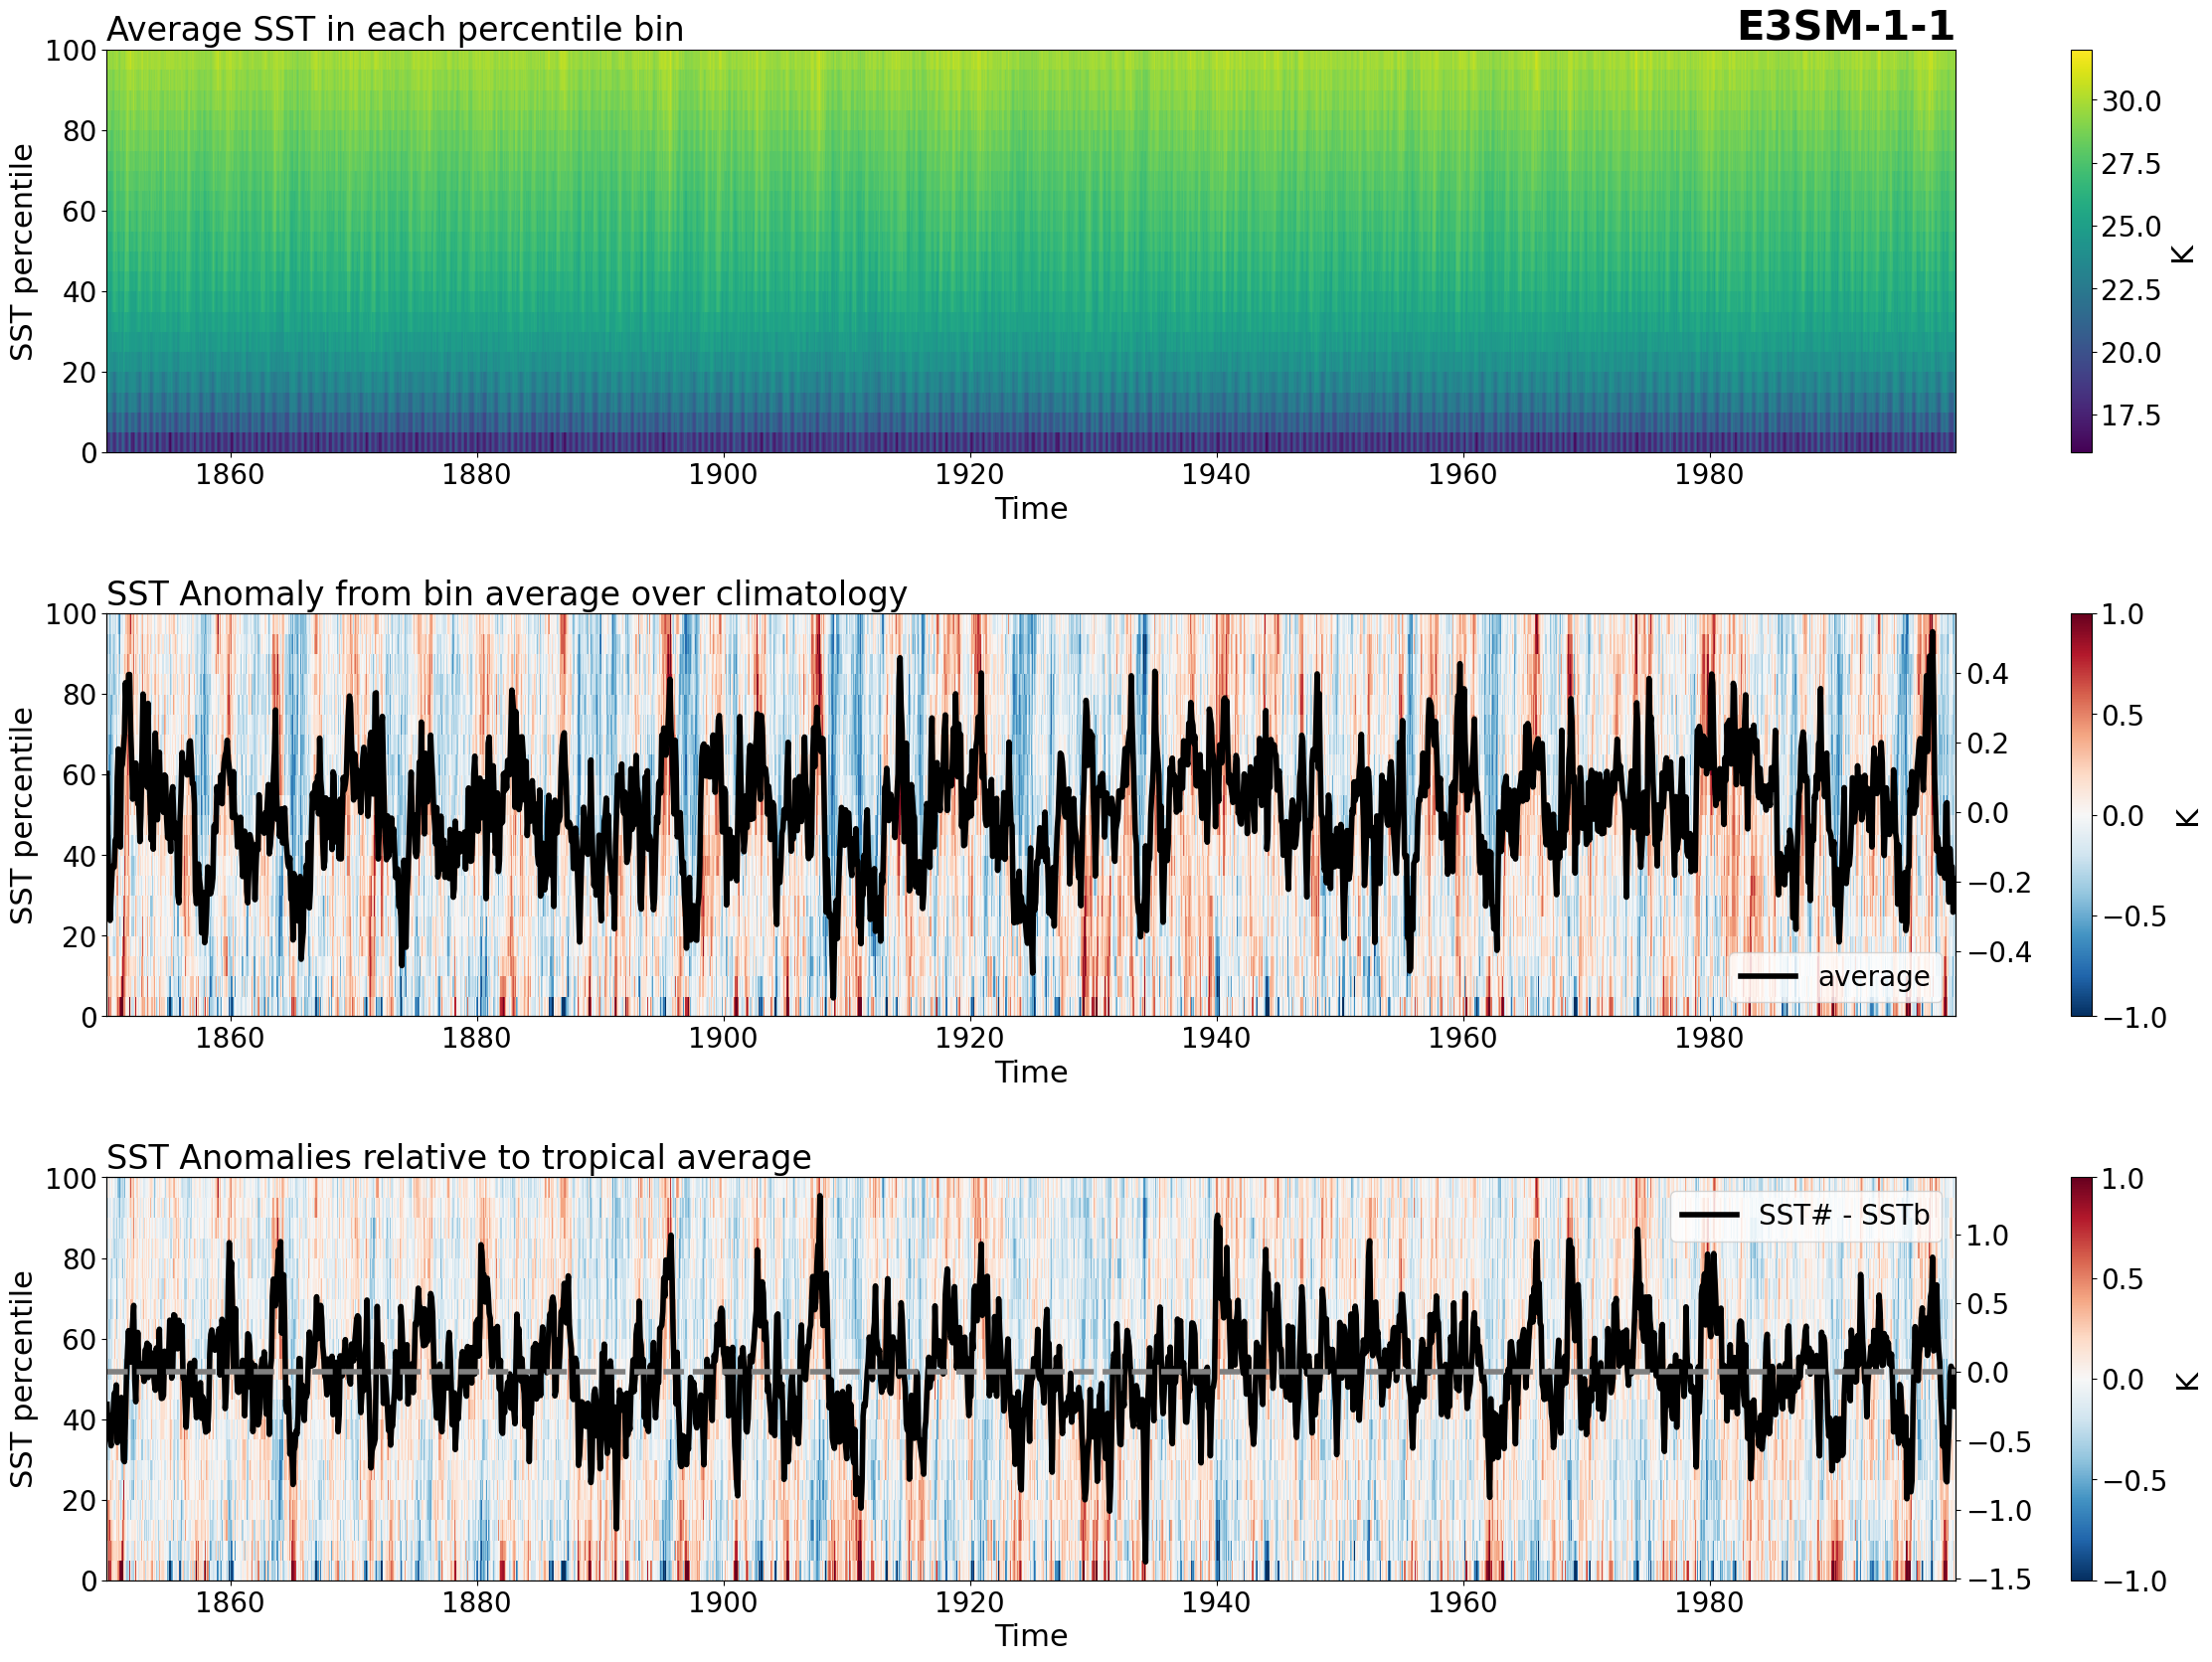 Average SST in each percentile bin
E3SM-1-1
100
80
60
40
20
0
SST percentile
1860 1880 1900 1920 1940 1960 1980
Time
30.0
27.5
25.0
22.5
20.0
17.5
K
SST Anomaly from bin average over climatology
100
80
60
40
20
0
SST percentile
1860 1880 1900 1920 1940 1960 1980
Time
0.4
0.2
0.0
−0.2
−0.4
average
1.0
0.5
0.0
−0.5
−1.0
K
SST Anomalies relative to tropical average
100
80
60
40
20
0
SST percentile
1860 1880 1900 1920 1940 1960 1980
Time
SST# - SSTb
1.0
0.5
0.0
−0.5
−1.0
−1.5
1.0
0.5
0.0
−0.5
−1.0
K